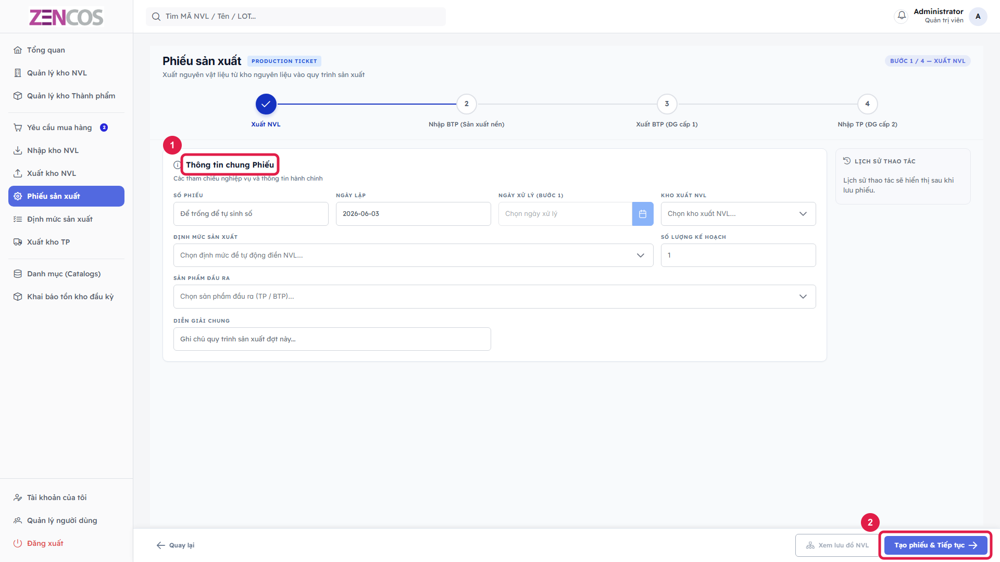 ZENCOS
Tìm MÃ NVL / Tên / LOT...
Administrator
Quản trị viên
A
Tổng quan
Quản lý kho NVL
Quản lý kho Thành phẩm
Yêu cầu mua hàng 2
Nhập kho NVL
Xuất kho NVL
Phiếu sản xuất
Định mức sản xuất
Xuất kho TP
Danh mục (Catalogs)
Khai báo tồn kho đầu kỳ
Tài khoản của tôi
Quản lý người dùng
Đăng xuất
Phiếu sản xuất PRODUCTION TICKET
BƯỚC 1 / 4 — XUẤT NVL
Xuất nguyên vật liệu từ kho nguyên liệu vào quy trình sản xuất
2 3 4
Xuất NVL Nhập BTP (Sản xuất nền) Xuất BTP (ĐG cấp 1) Nhập TP (ĐG cấp 2)
1
Thông tin chung Phiếu
Các tham chiếu nghiệp vụ và thông tin hành chính
SỐ PHIẾU NGÀY LẬP NGÀY XỬ LÝ (BƯỚC 1) KHO XUẤT NVL
Để trống để tự sinh số 2026-06-03 Chọn ngày xử lý Chọn kho xuất NVL...
ĐỊNH MỨC SẢN XUẤT SỐ LƯỢNG KẾ HOẠCH
Chọn định mức để tự động điền NVL... 1
SẢN PHẨM ĐẦU RA
Chọn sản phẩm đầu ra (TP / BTP)...
DIỄN GIẢI CHUNG
Ghi chú quy trình sản xuất đợt này...
LỊCH SỬ THAO TÁC
Lịch sử thao tác sẽ hiển thị sau khi
lưu phiếu.
2
Quay lại Xem lưu đồ NVL Tạo phiếu & Tiếp tục